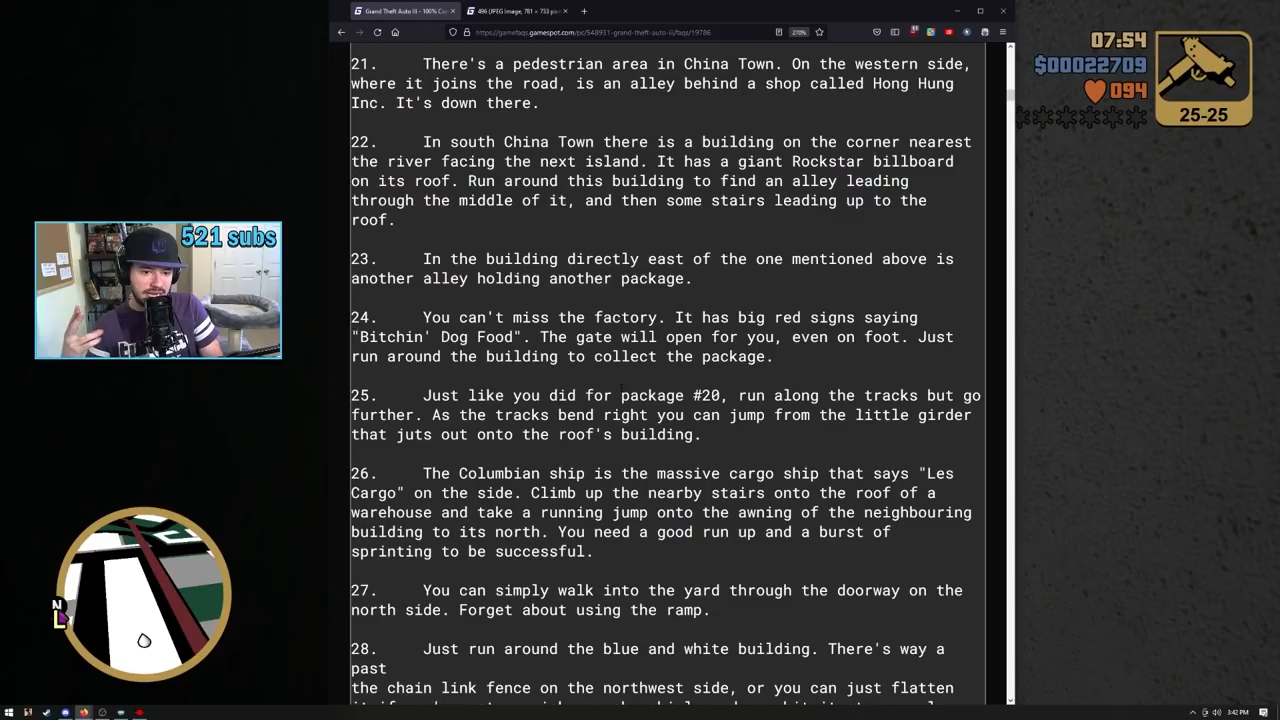 Grand Theft Auto III - 100% Co
496 (JPEG Image, 781 × 733 pix
https://gamefaqs.gamespot.com/pc/548931-grand-theft-auto-iii/faqs/19786
270%
21. There's a pedestrian area in China Town. On the western side,
where it joins the road, is an alley behind a shop called Hong Hung
Inc. It's down there.
22. In south China Town there is a building on the corner nearest
the river facing the next island. It has a giant Rockstar billboard
on its roof. Run around this building to find an alley leading
through the middle of it, and then some stairs leading up to the
roof.
23. In the building directly east of the one mentioned above is
another alley holding another package.
24. You can't miss the factory. It has big red signs saying
"Bitchin' Dog Food". The gate will open for you, even on foot. Just
run around the building to collect the package.
25. Just like you did for package #20, run along the tracks but go
further. As the tracks bend right you can jump from the little girder
that juts out onto the roof's building.
26. The Columbian ship is the massive cargo ship that says "Les
Cargo" on the side. Climb up the nearby stairs onto the roof of a
warehouse and take a running jump onto the awning of the neighbouring
building to its north. You need a good run up and a burst of
sprinting to be successful.
27. You can simply walk into the yard through the doorway on the
north side. Forget about using the ramp.
28. Just run around the blue and white building. There's way a
past
the chain link fence on the northwest side, or you can just flatten
07:54
$00022709
094
25-25
521 subs
N
L
3:42 PM